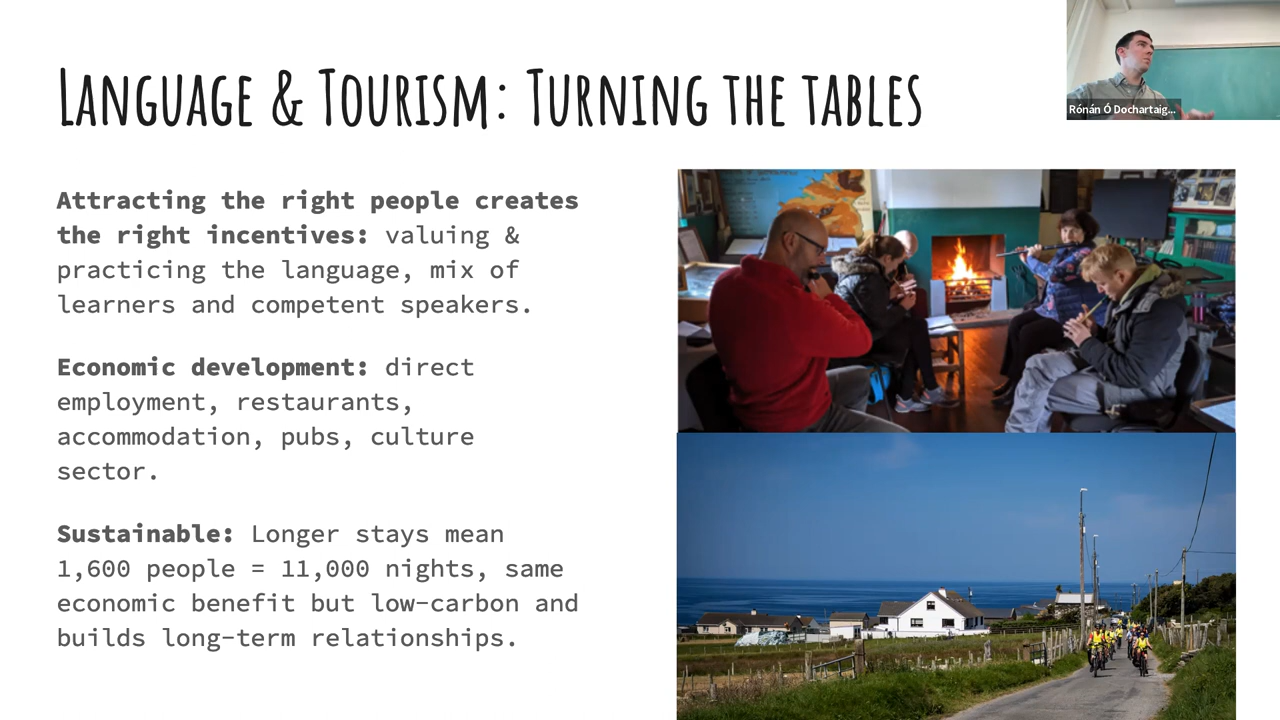 LANGUAGE & TOURISM: TURNING THE TABLES
Rónán Ó Dochartaig...
Attracting the right people creates
the right incentives: valuing &
practicing the language, mix of
learners and competent speakers.
Economic development: direct
employment, restaurants,
accommodation, pubs, culture
sector.
Sustainable: Longer stays mean
1,600 people = 11,000 nights, same
economic benefit but low-carbon and
builds long-term relationships.